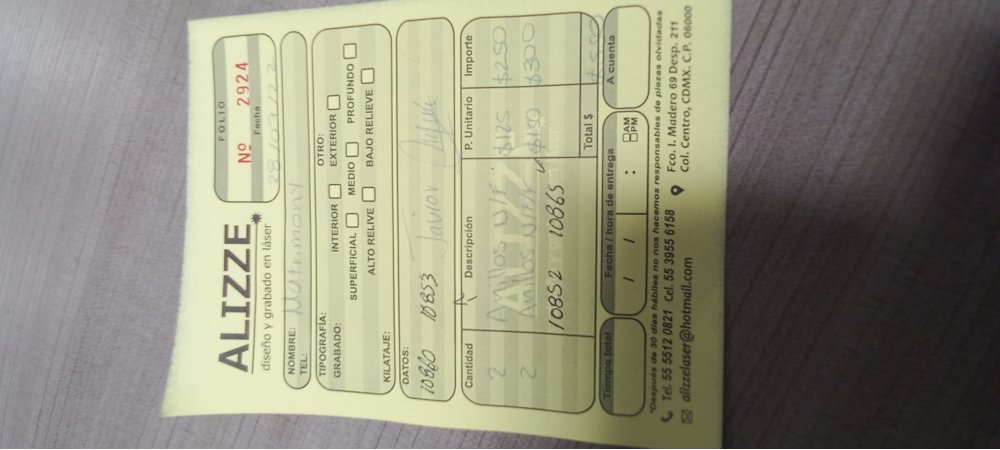 ALIZZE
diseño y grabado en láser
FOLIO
Nº 2924
Fecha
NOMBRE: Matrimony
TEL:
TIPOGRAFÍA: OTRO:
GRABADO: INTERIOR EXTERIOR
SUPERFICIAL MEDIO PROFUNDO
ALTO RELIVE BAJO RELIEVE
KILATAJE:
DATOS:
10860 10853 Javier
Cantidad Descripción P. Unitario Importe
2 Anillos N/F $125 $250
2 Anillos $150 $300
10852 10865
Total $
Tiempo total Fecha / hora de entrega A cuenta
/ / : AM
PM
*Después de 30 días hábiles no nos hacemos responsables de piezas olvidadas
Tel. 55 5512 0821 Cel. 55 3955 6158
alizzelaser@hotmail.com
Fco. I. Madero 69 Desp. 211
Col. Centro, CDMX. C.P. 06000